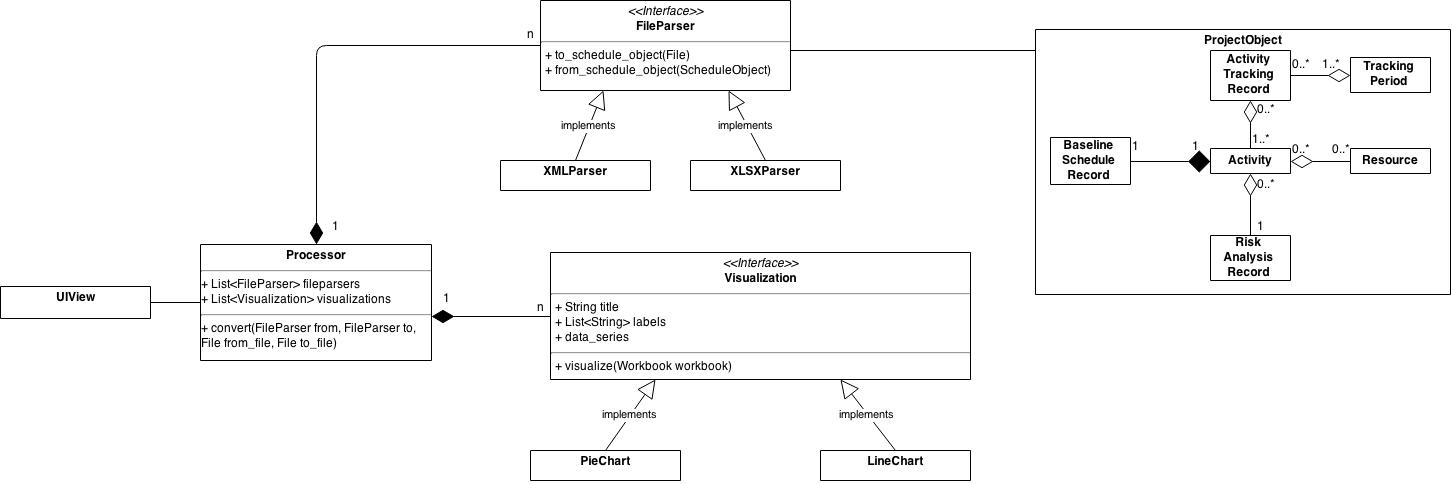 <<Interface>>
FileParser
+ to_schedule_object(File)
+ from_schedule_object(ScheduleObject)
n
implements
implements
XMLParser
XLSXParser
ProjectObject
Activity
Tracking
Record
0..*
1..*
Tracking
Period
0..*
1..*
Baseline
Schedule
Record
1
1
Activity
0..*
0..*
Resource
0..*
1
Risk
Analysis
Record
1
Processor
+ List<FileParser> fileparsers
+ List<Visualization> visualizations
+ convert(FileParser from, FileParser to,
File from_file, File to_file)
UIView
1
n
<<Interface>>
Visualization
+ String title
+ List<String> labels
+ data_series
+ visualize(Workbook workbook)
implements
implements
PieChart
LineChart